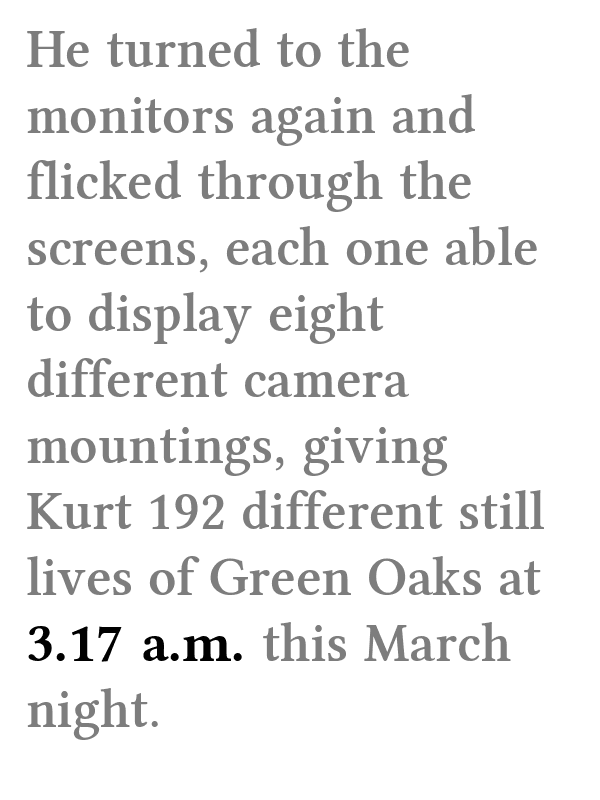 He turned to the
monitors again and
flicked through the
screens, each one able
to display eight
different camera
mountings, giving
Kurt 192 different still
lives of Green Oaks at
3.17 a.m. this March
night.